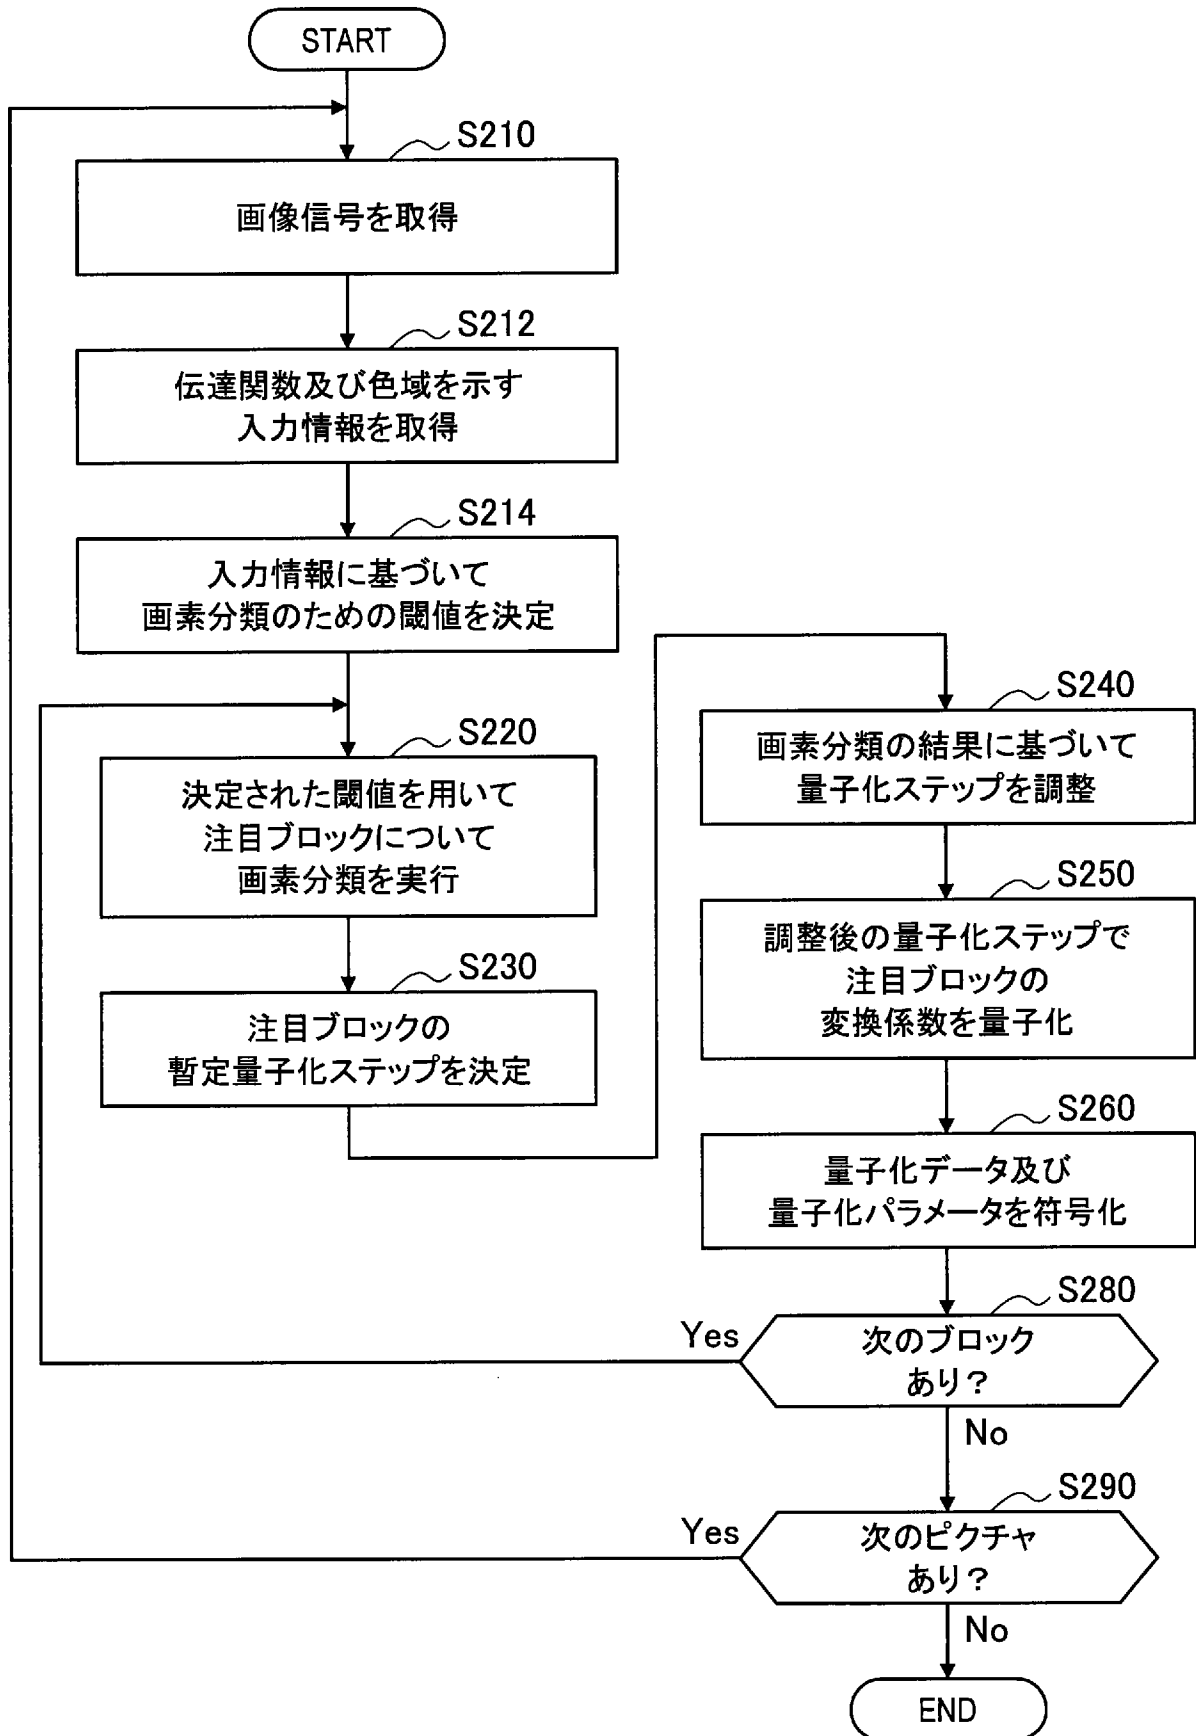 START
S210
画像信号を取得
S212
伝達関数及び色域を示す
入力情報を取得
S214
入力情報に基づいて
画素分類のための閾値を決定
S220
決定された閾値を用いて
注目ブロックについて
画素分類を実行
S230
注目ブロックの
暫定量子化ステップを決定
S240
画素分類の結果に基づいて
量子化ステップを調整
S250
調整後の量子化ステップで
注目ブロックの
変換係数を量子化
S260
量子化データ及び
量子化パラメータを符号化
S280
次のブロック
あり？
Yes
No
S290
次のピクチャ
あり？
Yes
No
END